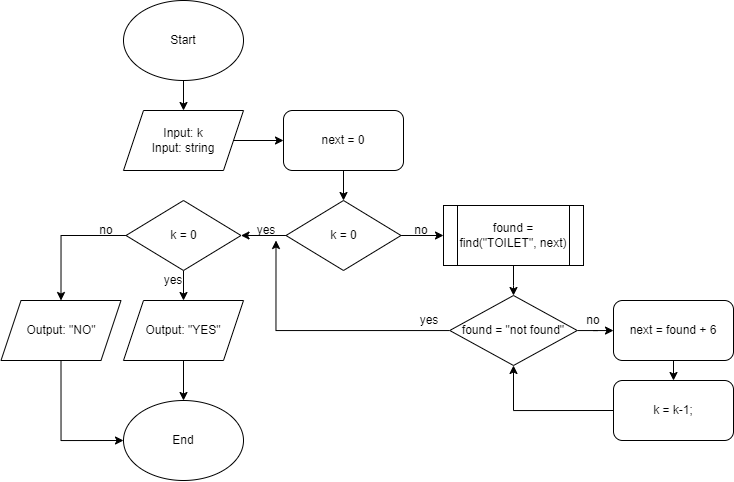 Start
Input: k
Input: string
next = 0
k = 0
yes
k = 0
no
found =
find("TOILET", next)
no
yes
Output: "NO"
Output: "YES"
yes
found = "not found"
no
next = found + 6
k = k-1;
End